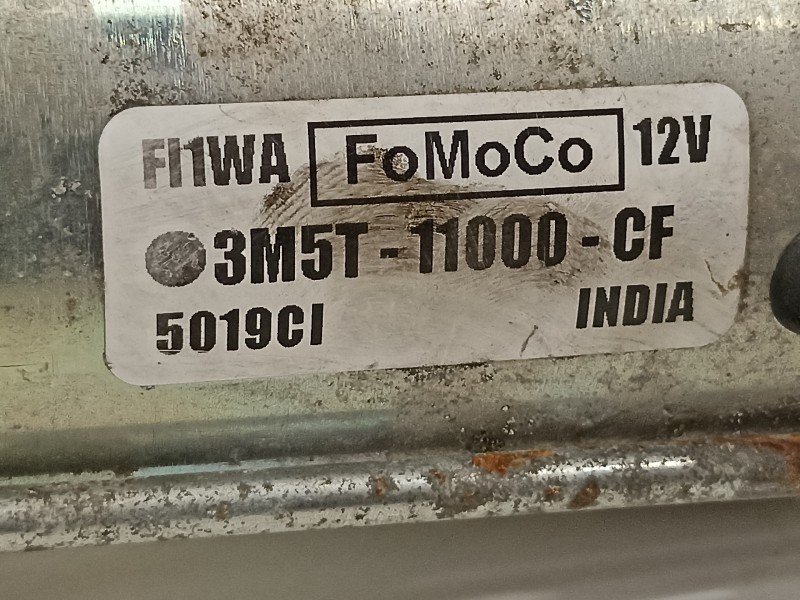 FI1WA FoMoCo 12V
3M5T-11000-CF
5019CI INDIA